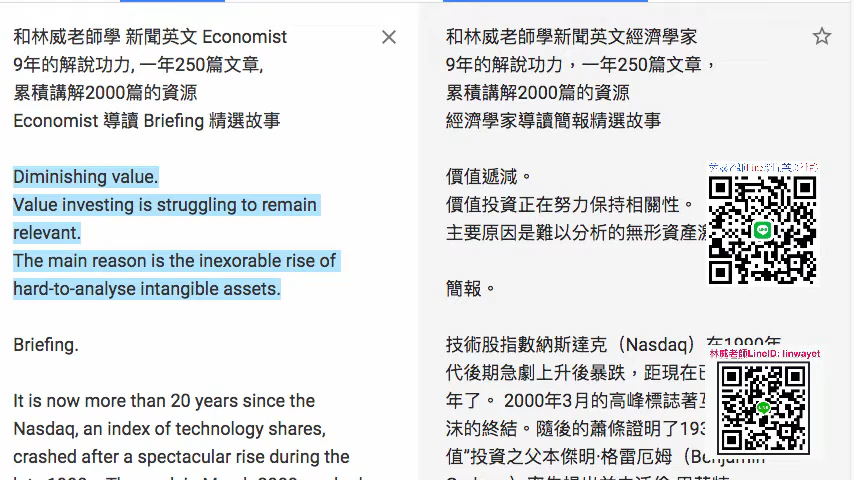 和林威老師學 新聞英文 Economist
9年的解說功力, 一年250篇文章,
累積講解2000篇的資源
Economist 導讀 Briefing 精選故事
Diminishing value.
Value investing is struggling to remain
relevant.
The main reason is the inexorable rise of
hard-to-analyse intangible assets.
Briefing.
It is now more than 20 years since the
Nasdaq, an index of technology shares,
crashed after a spectacular rise during the
和林威老師學新聞英文經濟學家
9年的解說功力，一年250篇文章，
累積講解2000篇的資源
經濟學家導讀簡報精選故事
價值遞減。
價值投資正在努力保持相關性。
主要原因是難以分析的無形資產
簡報。
技術股指數納斯達克（Nasdaq）在1990年
代後期急劇上升後暴跌，距現在已
年了。 2000年3月的高峰標誌著
沫的終結。隨後的蕭條證明了193
值”投資之父本傑明·格雷厄姆（Benjamin
林威老師LineID: linwayet